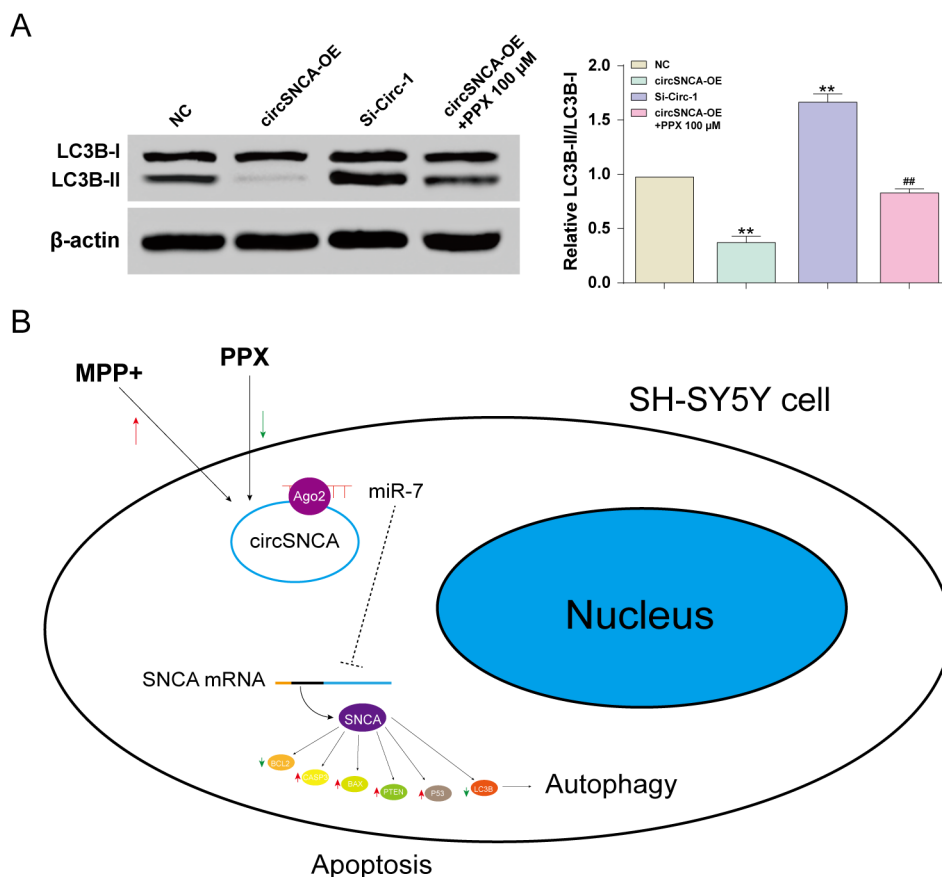 A
NC
circSNCA-OE
Si-Circ-1
circSNCA-OE
+PPX 100 μM
LC3B-I
LC3B-II
β-actin
Relative LC3B-II/LC3B-I
2.0
1.5
1.0
0.5
0.0
NC
circSNCA-OE
Si-Circ-1
circSNCA-OE
+PPX 100 μM
**
**
##
B
MPP+
PPX
SH-SY5Y cell
Ago2
miR-7
circSNCA
Nucleus
SNCA mRNA
SNCA
BCL2
CASP3
BAX
PTEN
P53
LC3B
Autophagy
Apoptosis